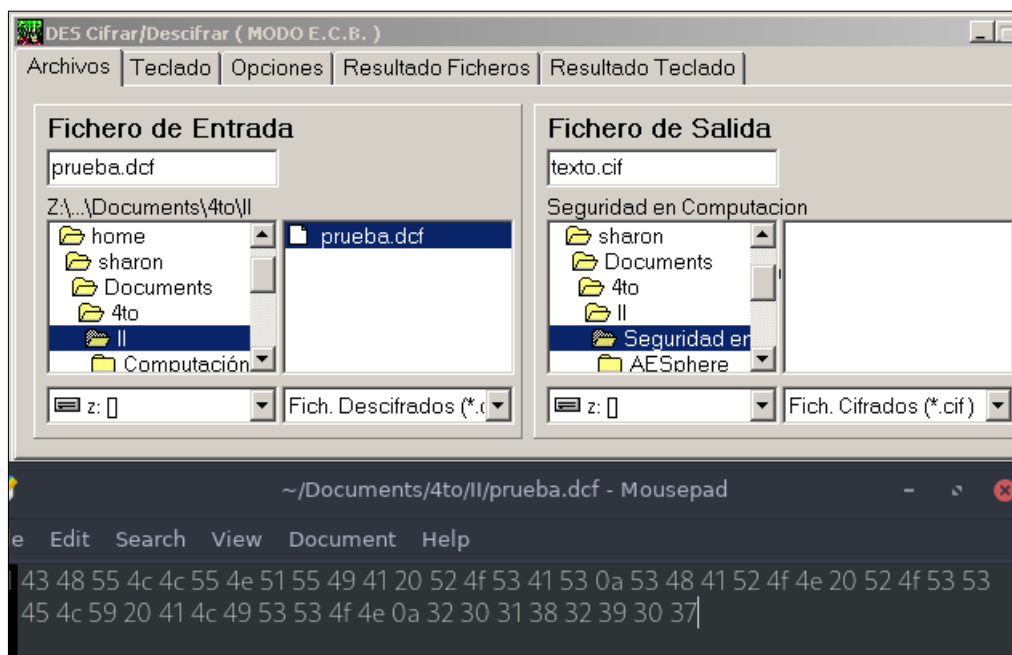 DES Cifrar/Descifrar ( MODO E.C.B. )
Archivos Teclado Opciones Resultado Ficheros Resultado Teclado
Fichero de Entrada
prueba.dcf
Z:\...\Documents\4to\II
home
sharon
Documents
4to
II
Computación
prueba.dcf
z: []
Fich. Descifrados (*.c
Fichero de Salida
texto.cif
Seguridad en Computacion
sharon
Documents
4to
II
Seguridad en
AESphere
z: []
Fich. Cifrados (*.cif)
~/Documents/4to/II/prueba.dcf - Mousepad
e Edit Search View Document Help
43 48 55 4c 4c 55 4e 51 55 49 41 20 52 4f 53 41 53 0a 53 48 41 52 4f 4e 20 52 4f 53 53
45 4c 59 20 41 4c 49 53 53 4f 4e 0a 32 30 31 38 32 39 30 37